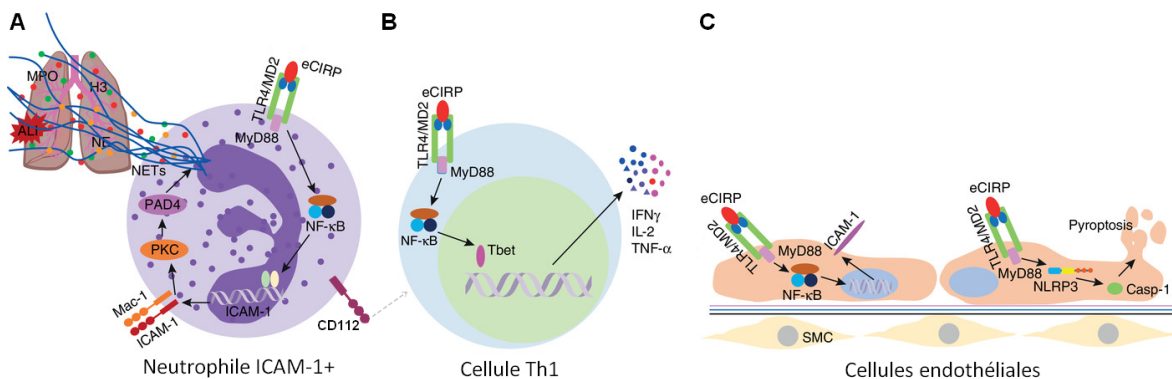 A
MPO
H3
ALI
NE
NETs
PAD4
PKC
Mac-1
ICAM-1
TLR4/MD2
eCIRP
MyD88
NF-κB
ICAM-1
CD112
Neutrophile ICAM-1+
B
eCIRP
TLR4/MD2
MyD88
NF-κB
Tbet
IFNγ
IL-2
TNF-α
Cellule Th1
C
eCIRP
TLR4/MD2
MyD88
NF-κB
ICAM-1
eCIRP
TLR4/MD2
MyD88
NLRP3
Pyroptosis
Casp-1
SMC
Cellules endothéliales